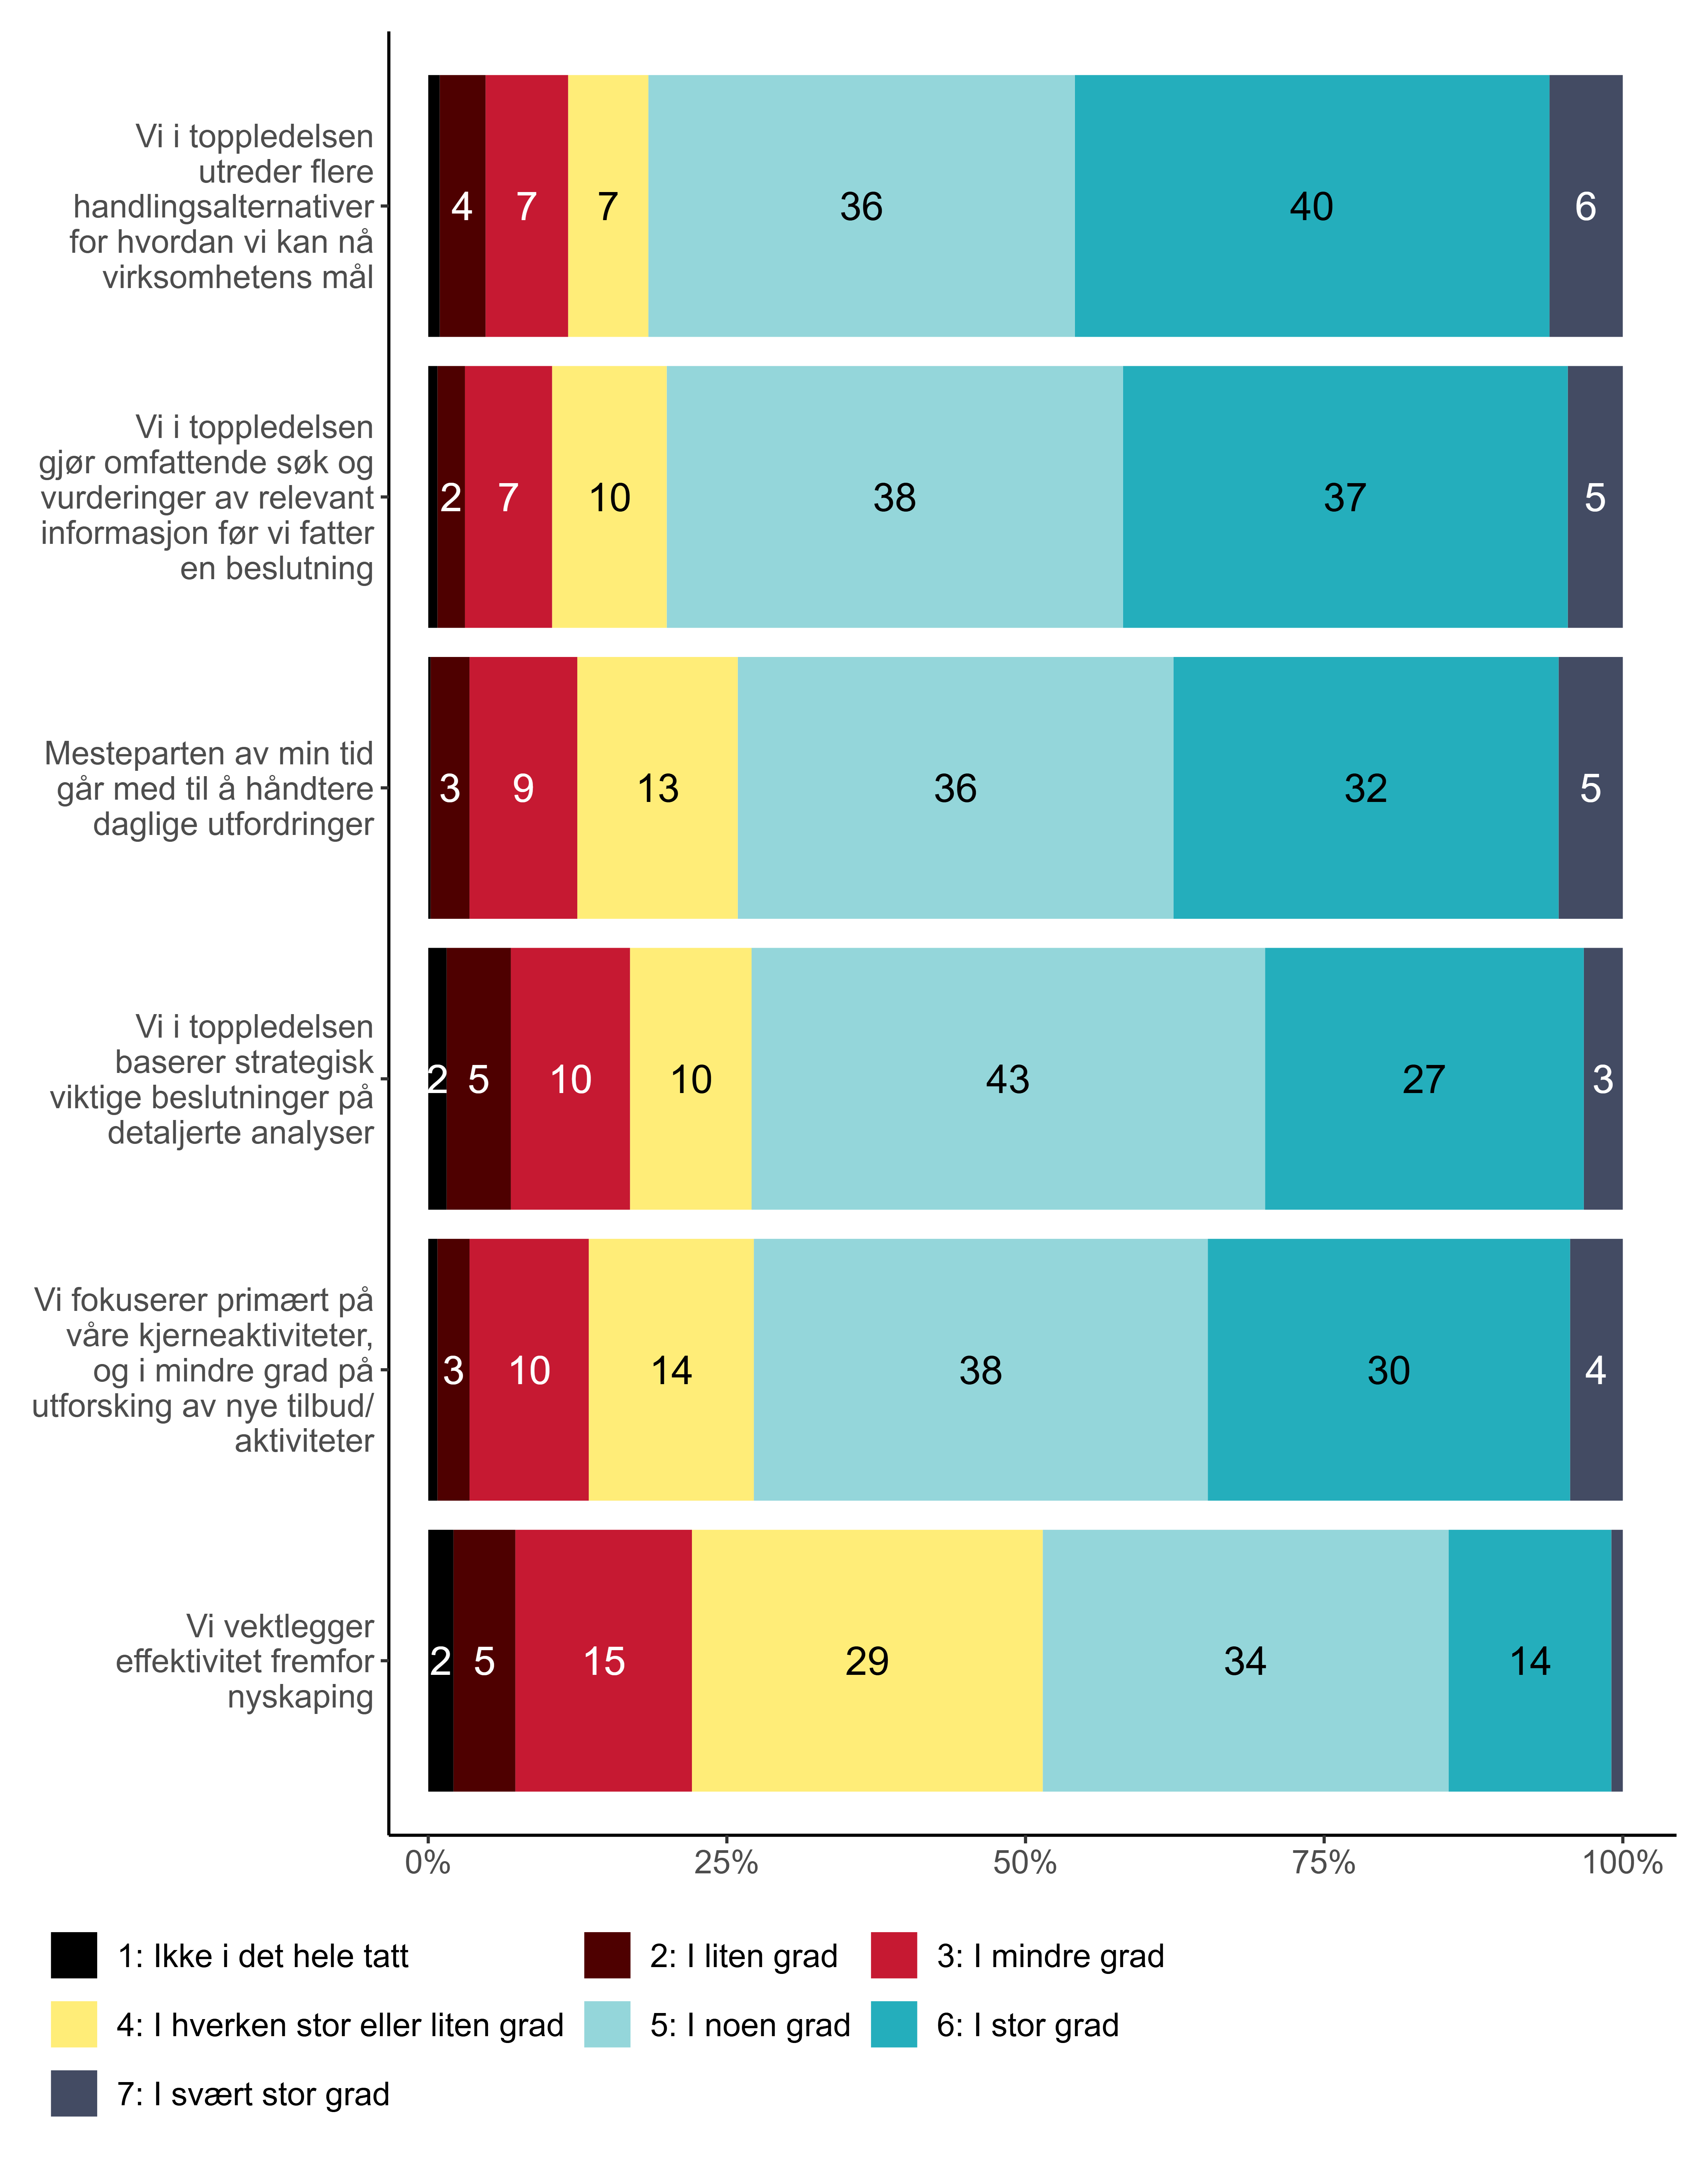 Vi i toppledelsen
utreder flere
handlingsalternativer
for hvordan vi kan nå
virksomhetens mål
4 7 7 36 40 6
Vi i toppledelsen
gjør omfattende søk og
vurderinger av relevant
informasjon før vi fatter
en beslutning
2 7 10 38 37 5
Mesteparten av min tid
går med til å håndtere
daglige utfordringer
3 9 13 36 32 5
Vi i toppledelsen
baserer strategisk
viktige beslutninger på
detaljerte analyser
2 5 10 10 43 27 3
Vi fokuserer primært på
våre kjerneaktiviteter,
og i mindre grad på
utforsking av nye tilbud/
aktiviteter
3 10 14 38 30 4
Vi vektlegger
effektivitet fremfor
nyskaping
2 5 15 29 34 14
0% 25% 50% 75% 100%
1: Ikke i det hele tatt 2: I liten grad 3: I mindre grad
4: I hverken stor eller liten grad 5: I noen grad 6: I stor grad
7: I svært stor grad